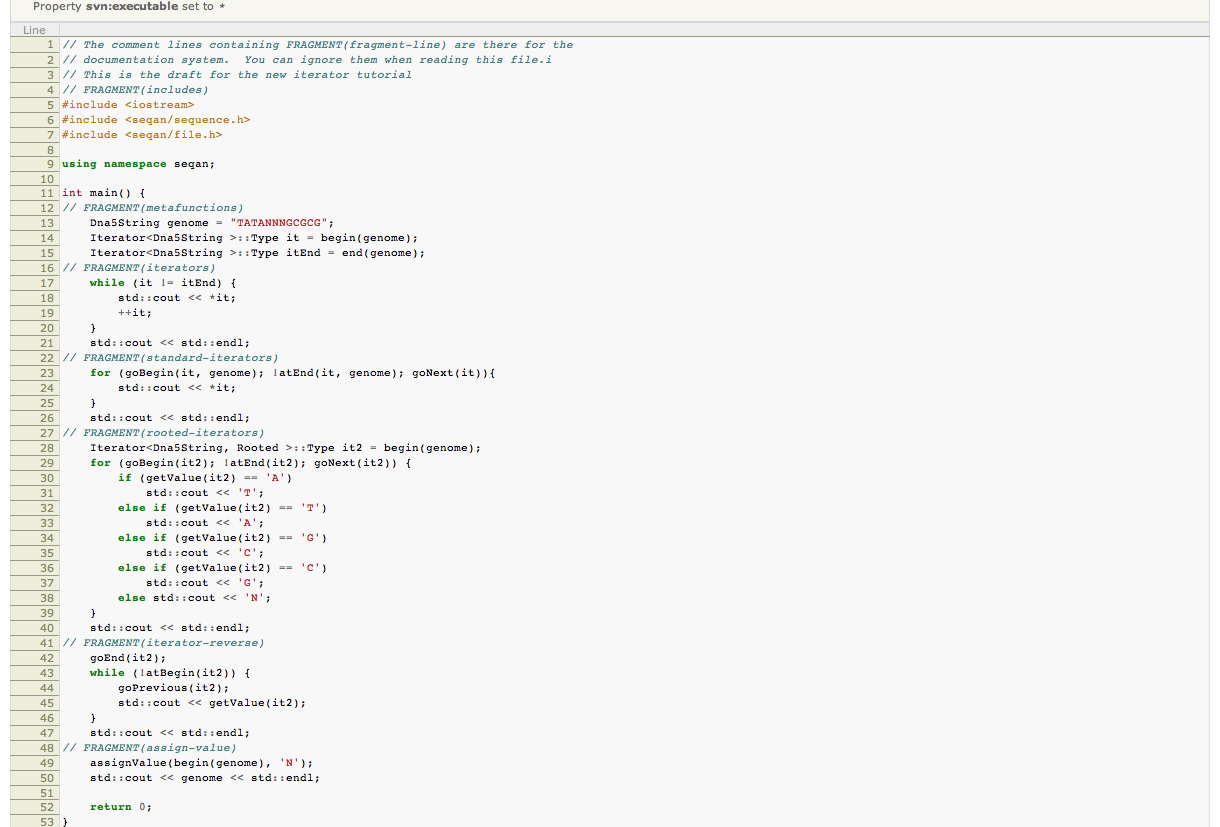 Property svn:executable set to *
Line
1 // The comment lines containing FRAGMENT(fragment-line) are there for the
2 // documentation system.  You can ignore them when reading this file.i
3 // This is the draft for the new iterator tutorial
4 // FRAGMENT(includes)
5 #include <iostream>
6 #include <seqan/sequence.h>
7 #include <seqan/file.h>
8
9 using namespace seqan;
10
11 int main() {
12 // FRAGMENT(metafunctions)
13     Dna5String genome = "TATANNNGCGCG";
14     Iterator<Dna5String >::Type it = begin(genome);
15     Iterator<Dna5String >::Type itEnd = end(genome);
16 // FRAGMENT(iterators)
17     while (it != itEnd) {
18         std::cout << *it;
19         ++it;
20     }
21     std::cout << std::endl;
22 // FRAGMENT(standard-iterators)
23     for (goBegin(it, genome); !atEnd(it, genome); goNext(it)){
24         std::cout << *it;
25     }
26     std::cout << std::endl;
27 // FRAGMENT(rooted-iterators)
28     Iterator<Dna5String, Rooted >::Type it2 = begin(genome);
29     for (goBegin(it2); !atEnd(it2); goNext(it2)) {
30         if (getValue(it2) == 'A')
31             std::cout << 'T';
32         else if (getValue(it2) == 'T')
33             std::cout << 'A';
34         else if (getValue(it2) == 'G')
35             std::cout << 'C';
36         else if (getValue(it2) == 'C')
37             std::cout << 'G';
38         else std::cout << 'N';
39     }
40     std::cout << std::endl;
41 // FRAGMENT(iterator-reverse)
42     goEnd(it2);
43     while (!atBegin(it2)) {
44         goPrevious(it2);
45         std::cout << getValue(it2);
46     }
47     std::cout << std::endl;
48 // FRAGMENT(assign-value)
49     assignValue(begin(genome), 'N');
50     std::cout << genome << std::endl;
51
52     return 0;
53 }